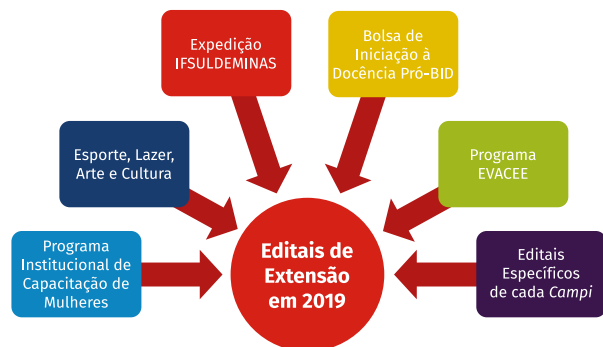 Expedição
IFSULDEMINAS
Bolsa de
Iniciação à
Docência Pró-BID
Esporte, Lazer,
Arte e Cultura
Programa
EVACEE
Programa
Institucional de
Capacitação de
Mulheres
Editais de
Extensão
em 2019
Editais
Específicos
de cada Campi